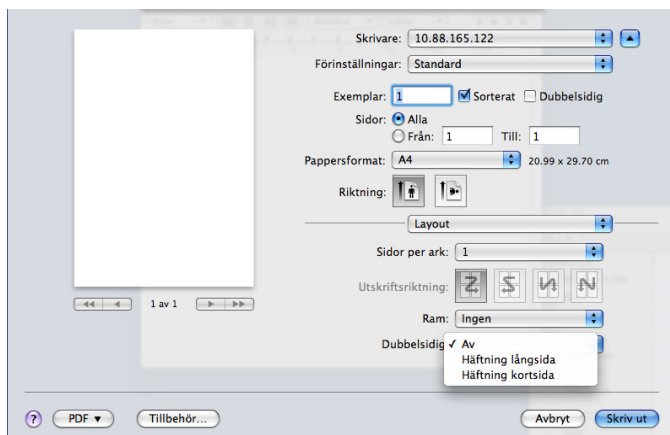 Skrivare: 10.88.165.122
Förinställningar: Standard
Exemplar: 1 Sorterat Dubbelsidig
Sidor: Alla
Från: 1 Till: 1
Pappersformat: A4 20.99 x 29.70 cm
Riktning:
Layout
Sidor per ark: 1
Utskriftsriktning:
1 av 1
Ram: Ingen
Dubbelsidig ✓ Av
Häftning långsida
Häftning kortsida
? PDF ▼ Tillbehör... Avbryt Skriv ut